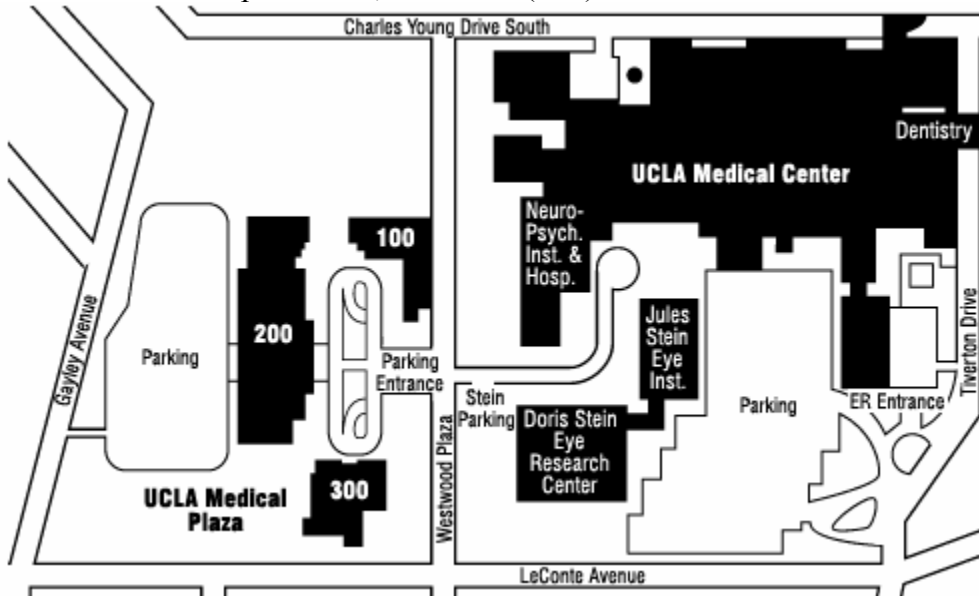 Charles Young Drive South
Dentistry
UCLA Medical Center
Neuro-
Psych.
Inst. &
Hosp.
100
200
Parking
Gayley Avenue
Parking
Entrance
Jules
Stein
Eye
Inst.
Tiverton Drive
Stein
Parking
Parking
ER Entrance
Doris Stein
Eye
Research
Center
Westwood Plaza
300
UCLA Medical
Plaza
LeConte Avenue